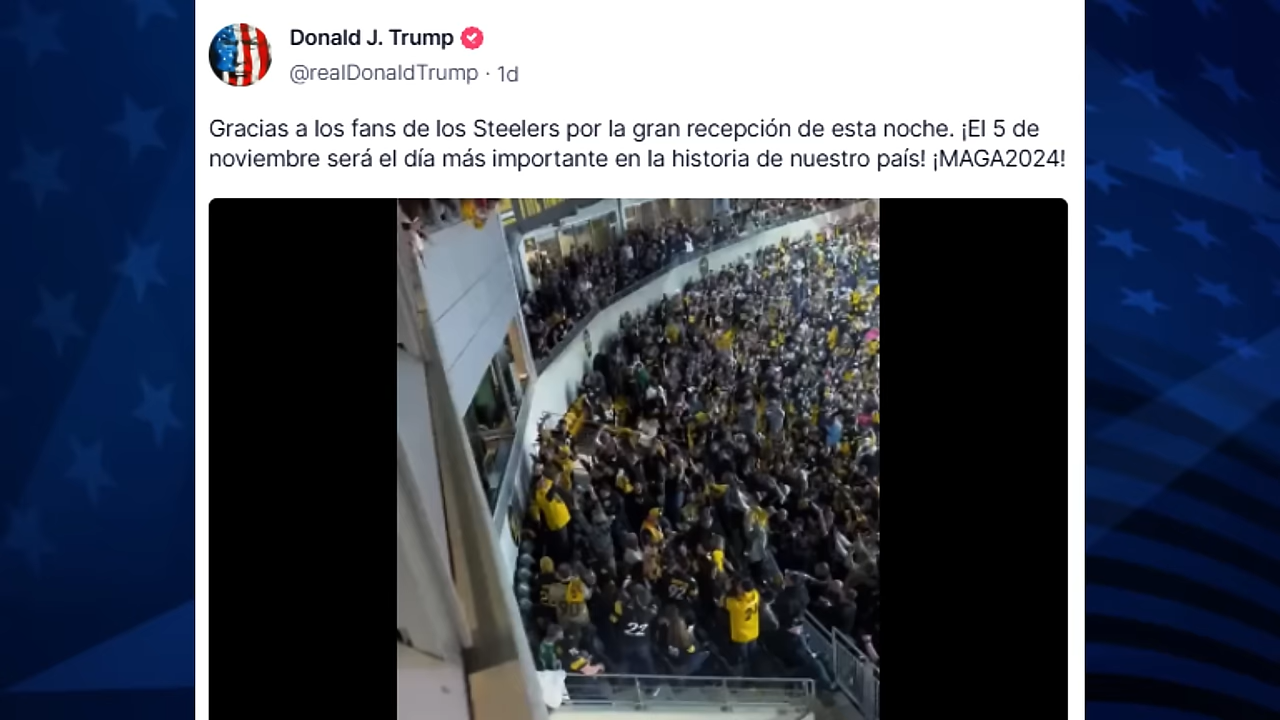 Donald J. Trump
@realDonaldTrump · 1d
Gracias a los fans de los Steelers por la gran recepción de esta noche. ¡El 5 de
noviembre será el día más importante en la historia de nuestro país! ¡MAGA2024!
22